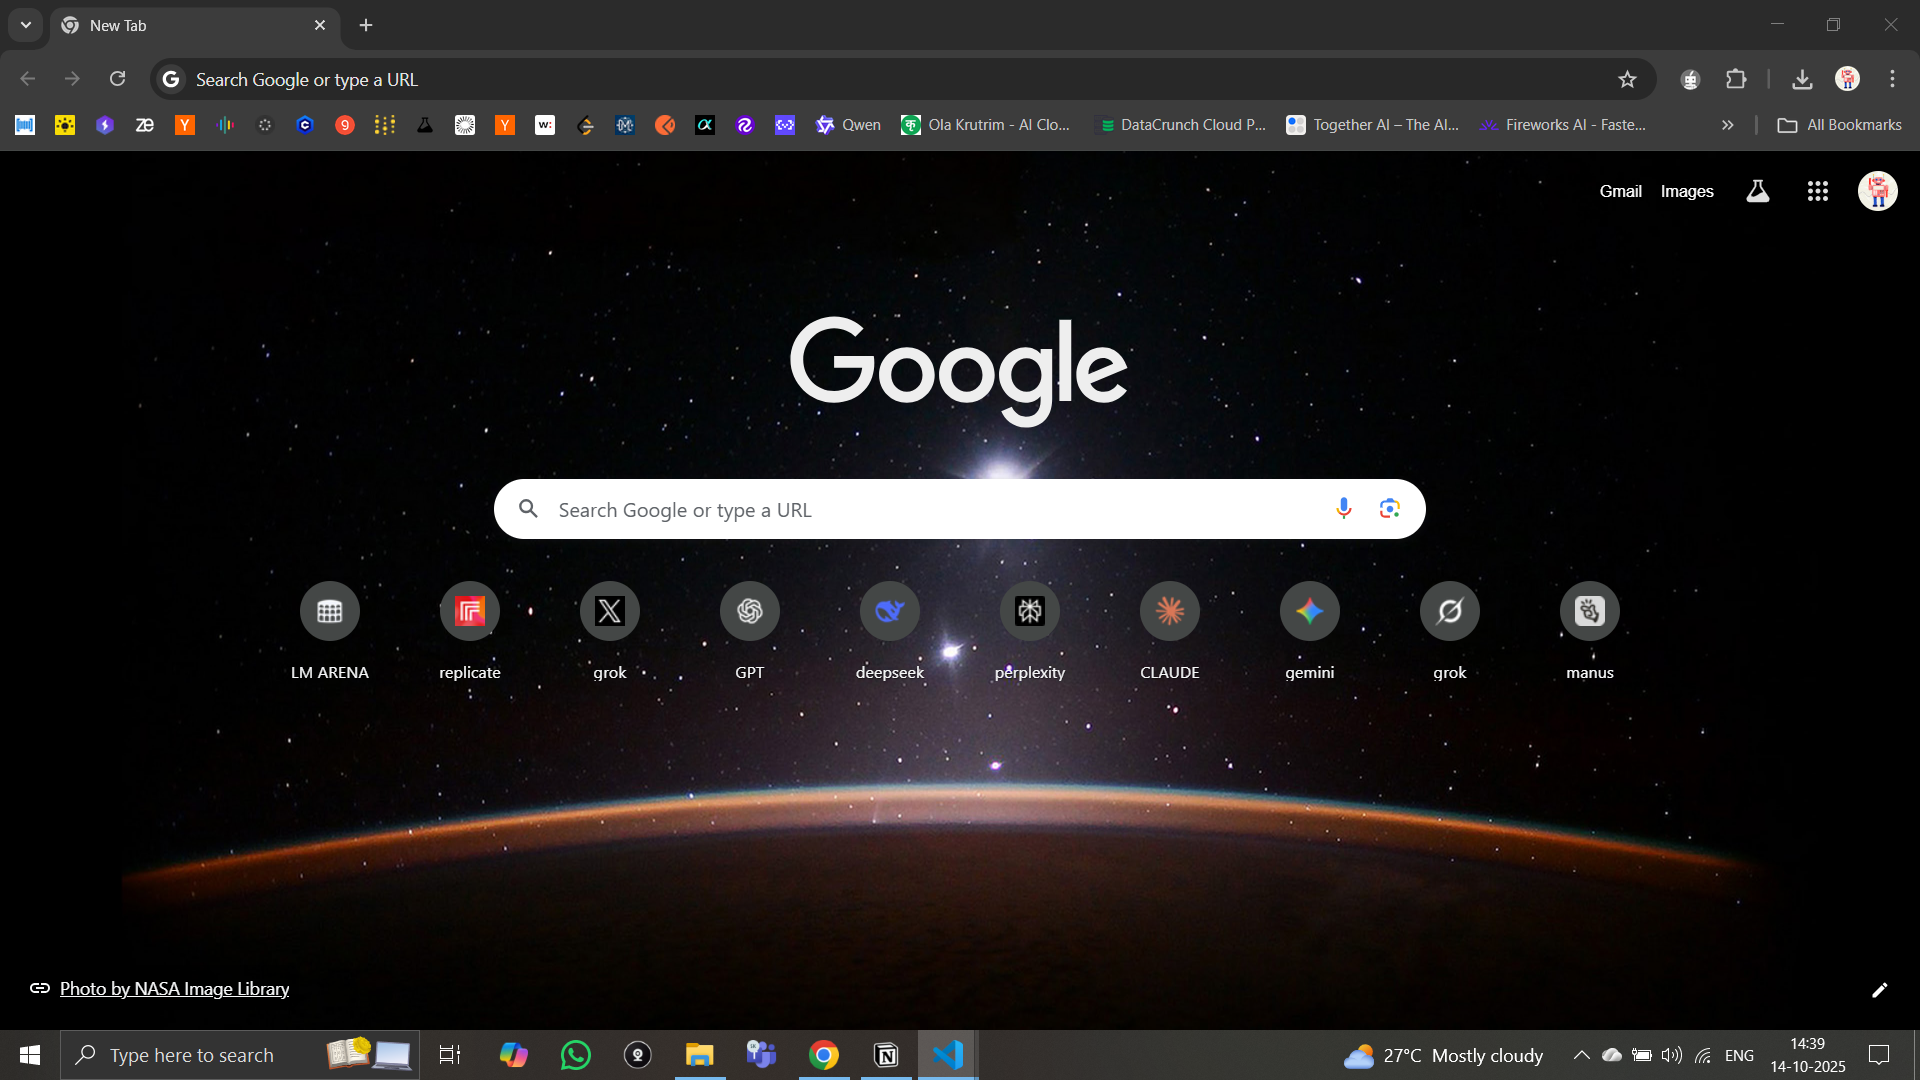 New Tab
Search Google or type a URL
Qwen
Ola Krutrim - AI Clo...
DataCrunch Cloud P...
Together AI – The AI...
Fireworks AI - Faste...
All Bookmarks
Gmail Images
Google
Search Google or type a URL
LM ARENA
replicate
grok
GPT
deepseek
perplexity
CLAUDE
gemini
grok
manus
Photo by NASA Image Library
Type here to search
27°C Mostly cloudy
ENG
14:39
14-10-2025